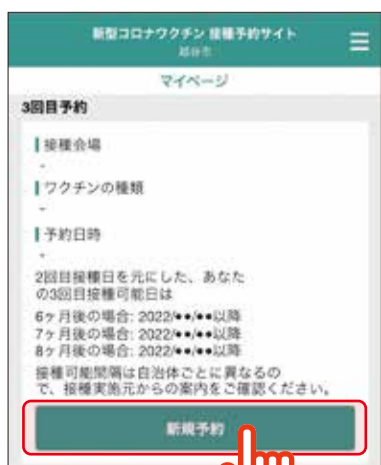 新型コロナワクチン 接種予約サイト
越谷市
マイページ
3回目予約
接種会場
-
ワクチンの種類
-
予約日時
-
2回目接種日を元にした、あなた
の3回目接種可能日は
6ヶ月後の場合: 2022/●●/●●以降
7ヶ月後の場合: 2022/●●/●●以降
8ヶ月後の場合: 2022/●●/●●以降
接種可能間隔は自治体ごとに異なるの
で、接種実施元からの案内をご確認ください。
新規予約